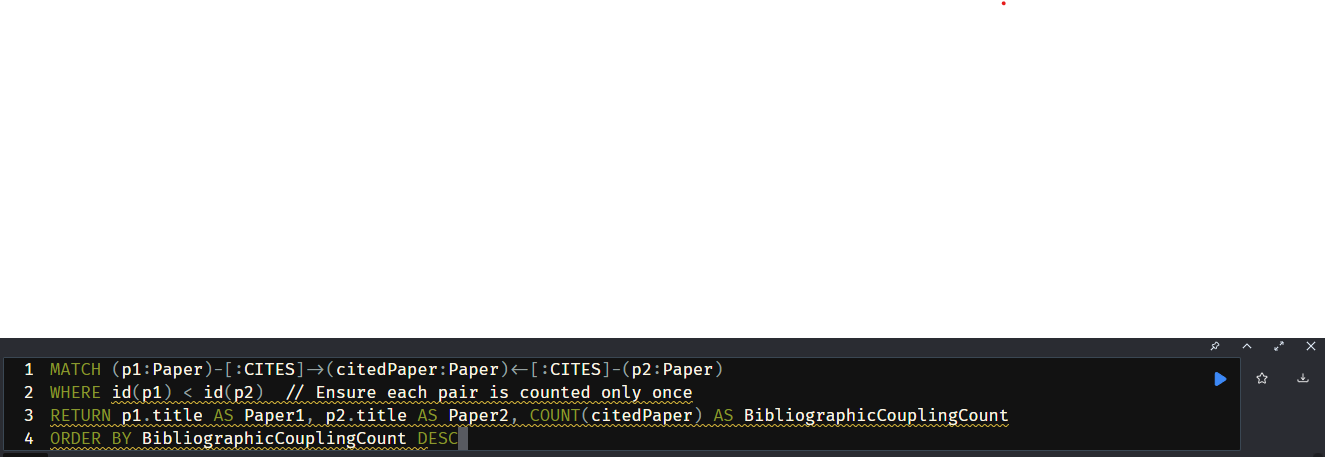 1 MATCH (p1:Paper)-[:CITES]->(citedPaper:Paper)<-[:CITES]-(p2:Paper)
2 WHERE id(p1) < id(p2)  // Ensure each pair is counted only once
3 RETURN p1.title AS Paper1, p2.title AS Paper2, COUNT(citedPaper) AS BibliographicCouplingCount
4 ORDER BY BibliographicCouplingCount DESC